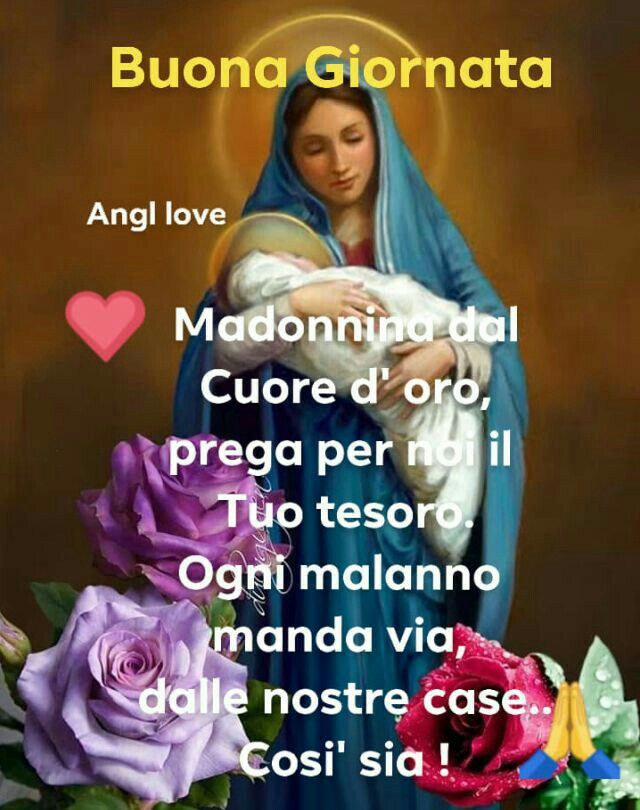 Buona Giornata
Angl love
Madonnina dal
Cuore d' oro,
prega per noi il
Tuo tesoro.
Ogni malanno
manda via,
dalle nostre case..
Cosi' sia !